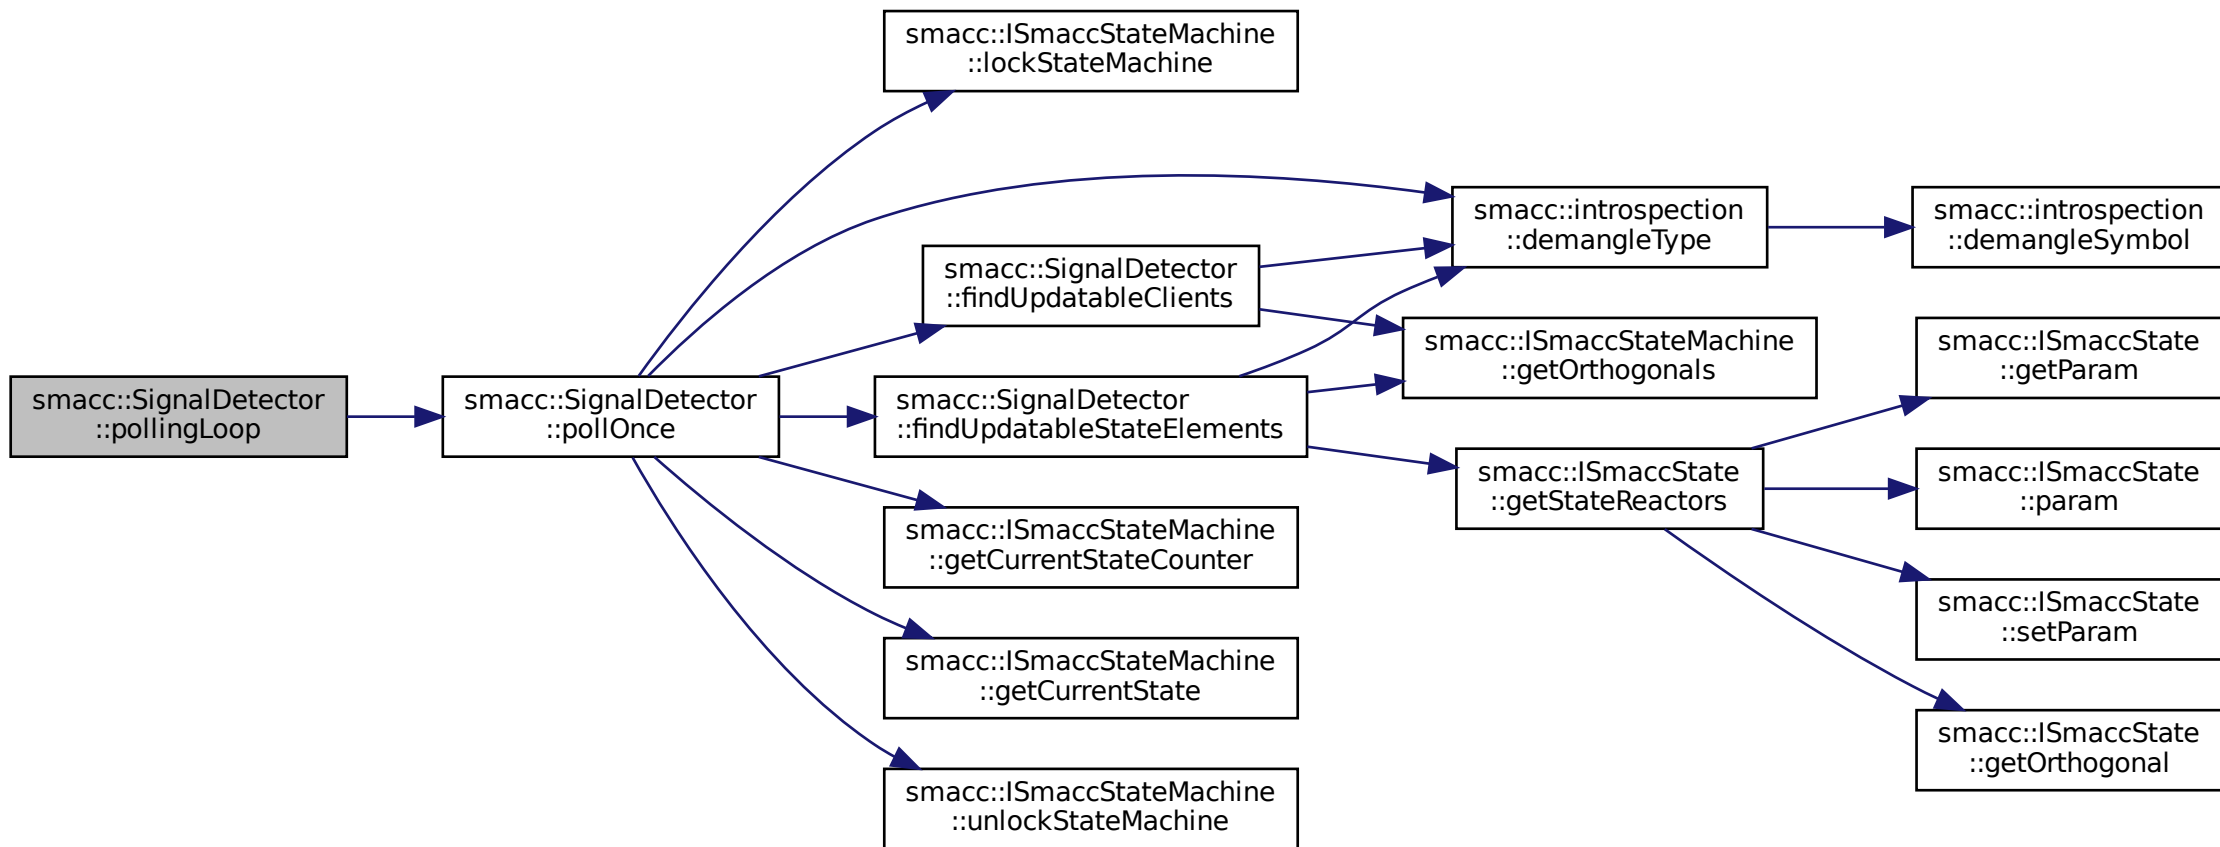 smacc::ISmaccStateMachine
::lockStateMachine
smacc::introspection
::demangleType
smacc::introspection
::demangleSymbol
smacc::SignalDetector
::findUpdatableClients
smacc::ISmaccStateMachine
::getOrthogonals
smacc::ISmaccState
::getParam
smacc::SignalDetector
::pollingLoop
smacc::SignalDetector
::pollOnce
smacc::SignalDetector
::findUpdatableStateElements
smacc::ISmaccState
::getStateReactors
smacc::ISmaccState
::param
smacc::ISmaccStateMachine
::getCurrentStateCounter
smacc::ISmaccState
::setParam
smacc::ISmaccStateMachine
::getCurrentState
smacc::ISmaccState
::getOrthogonal
smacc::ISmaccStateMachine
::unlockStateMachine